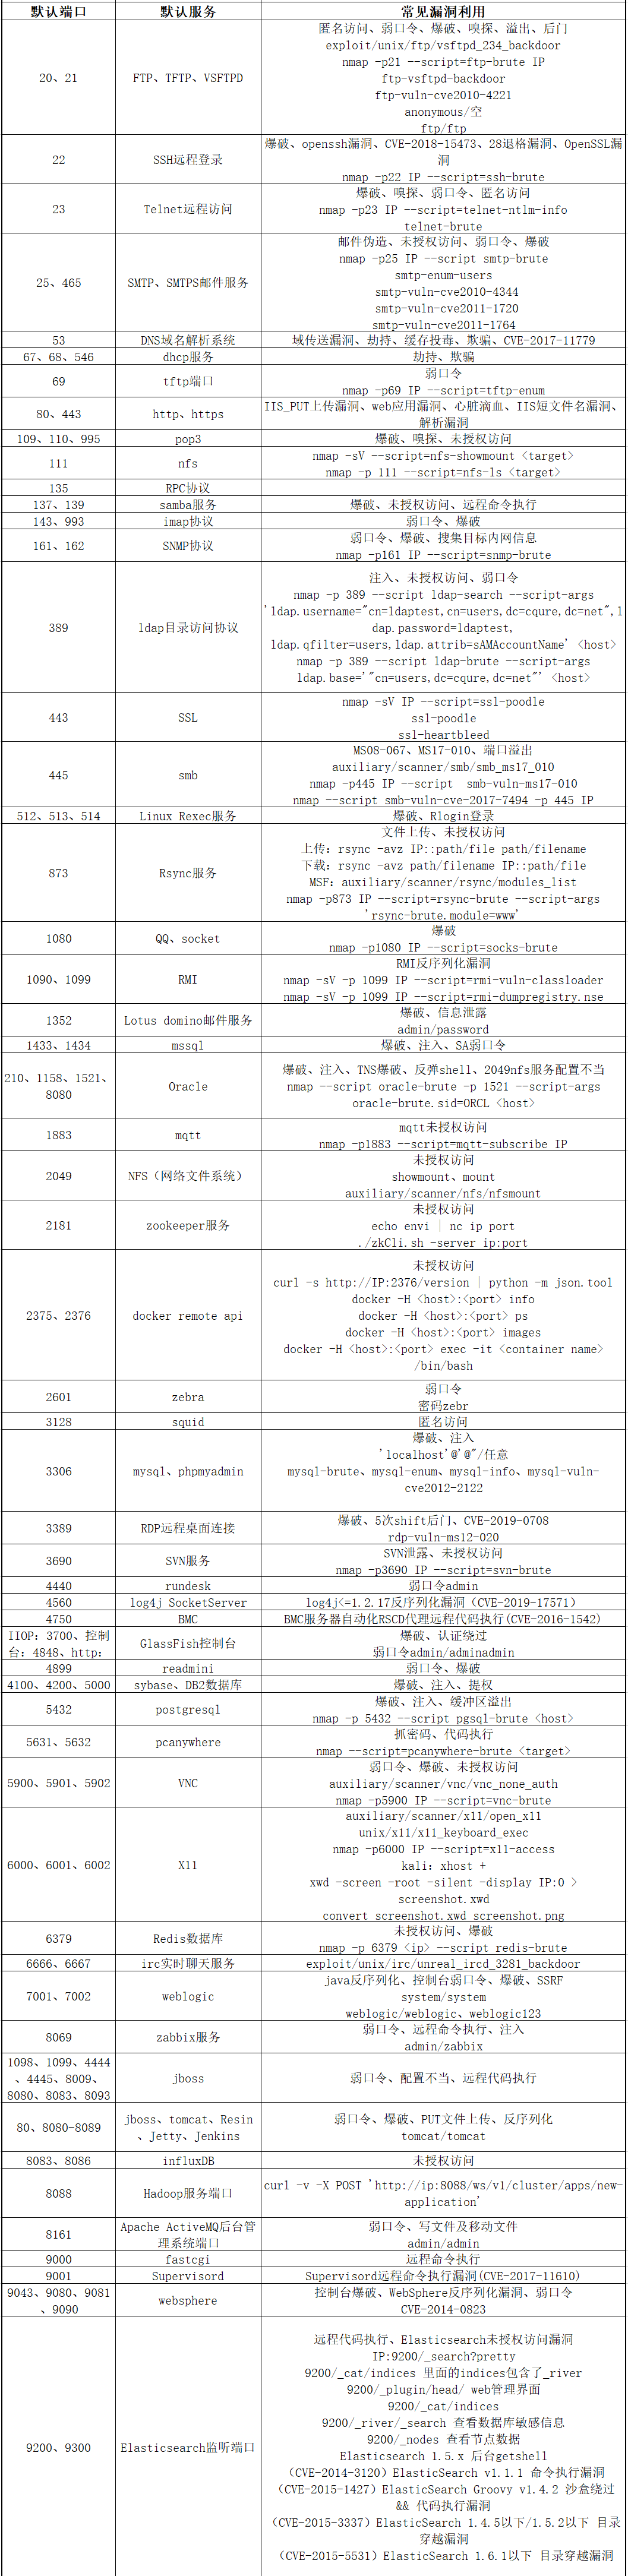 默认端口 默认服务 常见漏洞利用
匿名访问、弱口令、爆破、嗅探、溢出、后门
exploit/unix/ftp/vsftpd_234_backdoor
nmap -p21 --script=ftp-brute IP
20、21 FTP、TFTP、VSFTPD ftp-vsftpd-backdoor
ftp-vuln-cve2010-4221
anonymous/空
ftp/ftp
爆破、openssh漏洞、CVE-2018-15473、28退格漏洞、OpenSSL漏
22 SSH远程登录 洞
nmap -p22 IP --script=ssh-brute
爆破、嗅探、弱口令、匿名访问
23 Telnet远程访问 nmap -p23 IP --script=telnet-ntlm-info
telnet-brute
邮件伪造、未授权访问、弱口令、爆破
nmap -p25 IP --script smtp-brute
25、465 SMTP、SMTPS邮件服务 smtp-enum-users
smtp-vuln-cve2010-4344
smtp-vuln-cve2011-1720
smtp-vuln-cve2011-1764
53 DNS域名解析系统 域传送漏洞、劫持、缓存投毒、欺骗、CVE-2017-11779
67、68、546 dhcp服务 劫持、欺骗
69 tftp端口 弱口令
nmap -p69 IP --script=tftp-enum
80、443 http、https IIS_PUT上传漏洞、web应用漏洞、心脏滴血、IIS短文件名漏洞、
解析漏洞
109、110、995 pop3 爆破、嗅探、未授权访问
111 nfs nmap -sV --script=nfs-showmount <target>
nmap -p 111 --script=nfs-ls <target>
135 RPC协议
137、139 samba服务 爆破、未授权访问、远程命令执行
143、993 imap协议 弱口令、爆破
161、162 SNMP协议 弱口令、爆破、搜集目标内网信息
nmap -p161 IP --script=snmp-brute
注入、未授权访问、弱口令
nmap -p 389 --script ldap-search --script-args
'ldap.username="cn=ldaptest,cn=users,dc=cqure,dc=net",l
389 ldap目录访问协议 dap.password=ldaptest,
ldap.qfilter=users,ldap.attrib=sAMAccountName' <host>
nmap -p 389 --script ldap-brute --script-args
ldap.base='"cn=users,dc=cqure,dc=net"' <host>
nmap -sV IP --script=ssl-poodle
443 SSL ssl-poodle
ssl-heartbleed
MS08-067、MS17-010、端口溢出
445 smb auxiliary/scanner/smb/smb_ms17_010
nmap -p445 IP --script  smb-vuln-ms17-010
nmap --script smb-vuln-cve-2017-7494 -p 445 IP
512、513、514 Linux Rexec服务 爆破、Rlogin登录
文件上传、未授权访问
上传: rsync -avz IP::path/file path/filename
873 Rsync服务 下载: rsync -avz path/filename IP::path/file
MSF: auxiliary/scanner/rsync/modules_list
nmap -p873 IP --script=rsync-brute --script-args
'rsync-brute.module=www'
1080 QQ、socket 爆破
nmap -p1080 IP --script=socks-brute
RMI反序列化漏洞
1090、1099 RMI nmap -sV -p 1099 IP --script=rmi-vuln-classloader
nmap -sV -p 1099 IP --script=rmi-dumpregistry.nse
1352 Lotus domino邮件服务 爆破、信息泄露
admin/password
1433、1434 mssql 爆破、注入、SA弱口令
210、1158、1521、 爆破、注入、TNS爆破、反弹shell、2049nfs服务配置不当
8080 Oracle nmap --script oracle-brute -p 1521 --script-args
oracle-brute.sid=ORCL <host>
1883 mqtt mqtt未授权访问
nmap -p1883 --script=mqtt-subscribe IP
未授权访问
2049 NFS（网络文件系统） showmount、mount
auxiliary/scanner/nfs/nfsmount
未授权访问
2181 zookeeper服务 echo envi | nc ip port
./zkCli.sh -server ip:port
未授权访问
curl -s http://IP:2376/version | python -m json.tool
docker -H <host>:<port> info
2375、2376 docker remote api docker -H <host>:<port> ps
docker -H <host>:<port> images
docker -H <host>:<port> exec -it <container name>
/bin/bash
2601 zebra 弱口令
密码zebr
3128 squid 匿名访问
爆破、注入
'localhost'@'@"/任意
3306 mysql、phpmyadmin mysql-brute、mysql-enum、mysql-info、mysql-vuln-
cve2012-2122
3389 RDP远程桌面连接 爆破、5次shift后门、CVE-2019-0708
rdp-vuln-ms12-020
3690 SVN服务 SVN泄露、未授权访问
nmap -p3690 IP --script=svn-brute
4440 rundesk 弱口令admin
4560 log4j SocketServer log4j<=1.2.17反序列化漏洞（CVE-2019-17571）
4750 BMC BMC服务器自动化RSCD代理远程代码执行(CVE-2016-1542)
IIOP: 3700、控制 爆破、认证绕过
台: 4848、http: GlassFish控制台 弱口令admin/adminadmin
4899 readmini 弱口令、爆破
4100、4200、5000 sybase、DB2数据库 爆破、注入、提权
5432 postgresql 爆破、注入、缓冲区溢出
nmap -p 5432 --script pgsql-brute <host>
5631、5632 pcanywhere 抓密码、代码执行
nmap --script=pcanywhere-brute <target>
弱口令、爆破、未授权访问
5900、5901、5902 VNC auxiliary/scanner/vnc/vnc_none_auth
nmap -p5900 IP --script=vnc-brute
auxiliary/scanner/x11/open_x11
unix/x11/x11_keyboard_exec
nmap -p6000 IP --script=x11-access
6000、6001、6002 X11 kali: xhost +
xwd -screen -root -silent -display IP:0 >
screenshot.xwd
convert screenshot.xwd screenshot.png
6379 Redis数据库 未授权访问、爆破
nmap -p 6379 <ip> --script redis-brute
6666、6667 irc实时聊天服务 exploit/unix/irc/unreal_ircd_3281_backdoor
java反序列化、控制台弱口令、爆破、SSRF
7001、7002 weblogic system/system
weblogic/weblogic、weblogic123
8069 zabbix服务 弱口令、远程命令执行、注入
admin/zabbix
1098、1099、4444
、4445、8009、 jboss 弱口令、配置不当、远程代码执行
8080、8083、8093
80、8080-8089 jboss、tomcat、Resin 弱口令、爆破、PUT文件上传、反序列化
、Jetty、Jenkins tomcat/tomcat
8083、8086 influxDB 未授权访问
8088 Hadoop服务端口 curl -v -X POST 'http://ip:8088/ws/v1/cluster/apps/new-
application'
8161 Apache ActiveMQ后台管 弱口令、写文件及移动文件
理系统端口 admin/admin
9000 fastcgi 远程命令执行
9001 Supervisord Supervisord远程命令执行漏洞(CVE-2017-11610)
9043、9080、9081 控制台爆破、WebSphere反序列化漏洞、弱口令
、9090 websphere CVE-2014-0823
远程代码执行、Elasticsearch未授权访问漏洞
IP:9200/_search?pretty
9200/_cat/indices 里面的indices包含了_river
9200/_plugin/head/ web管理界面
9200/_cat/indices
9200/_river/_search 查看数据库敏感信息
9200/_nodes 查看节点数据
9200、9300 Elasticsearch监听端口 Elasticsearch 1.5.x 后台getshell
（CVE-2014-3120）ElasticSearch v1.1.1 命令执行漏洞
（CVE-2015-1427）ElasticSearch Groovy v1.4.2 沙盒绕过
&& 代码执行漏洞
（CVE-2015-3337）ElasticSearch 1.4.5以下/1.5.2以下 目录
穿越漏洞
（CVE-2015-5531）ElasticSearch 1.6.1以下 目录穿越漏洞